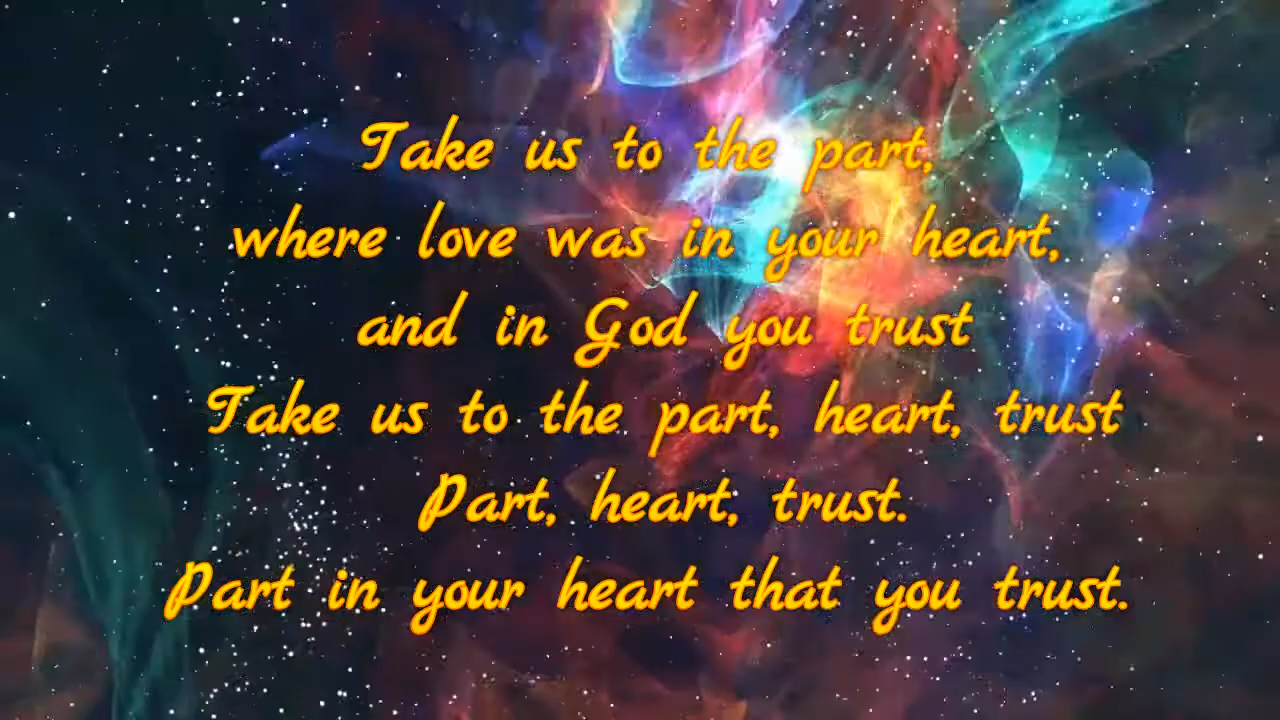 Take us to the part,
where love was in your heart,
and in God you trust
Take us to the part, heart, trust
Part, heart, trust.
Part in your heart that you trust.